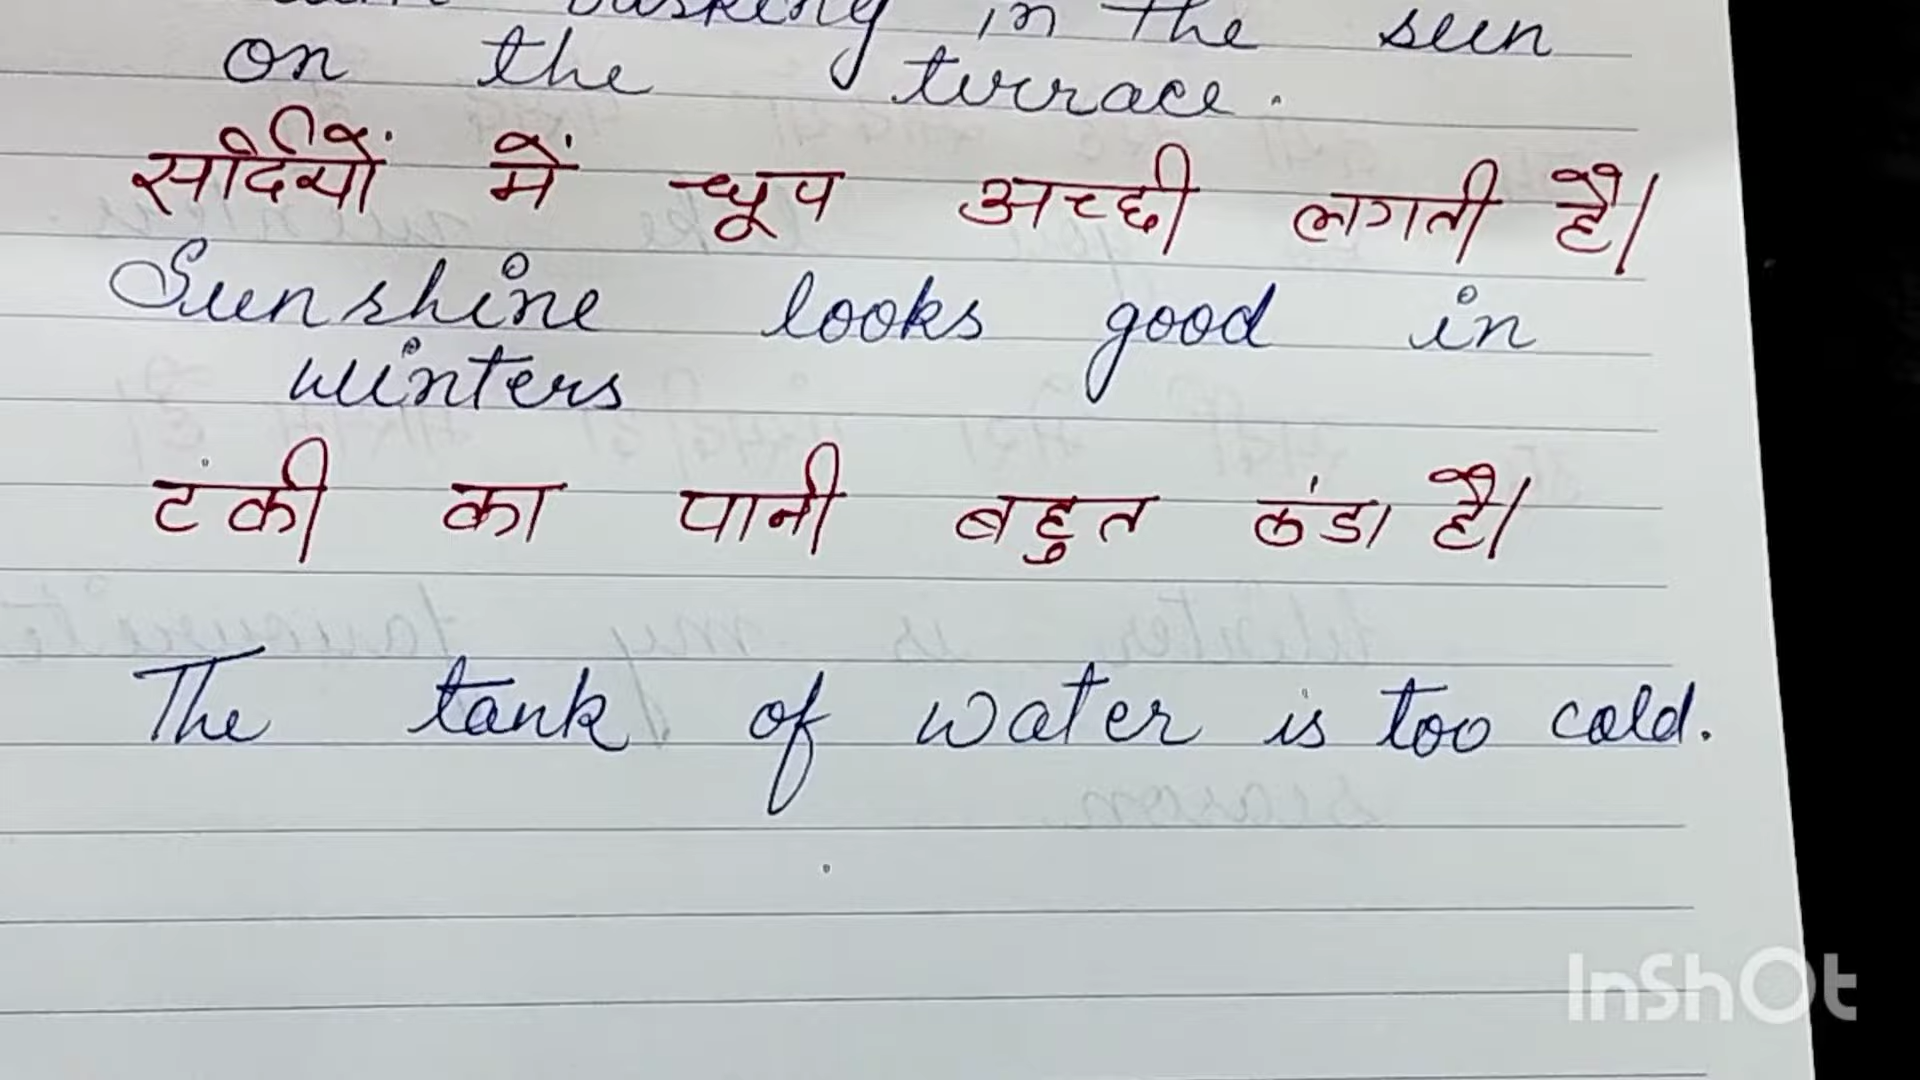 basking in the sun
on the terrace.
सर्दियों में धूप अच्छी लगती है।
Sunshine looks good in
winters
टंकी का पानी बहुत ठंडा है।
The tank of water is too cold.
InShOt